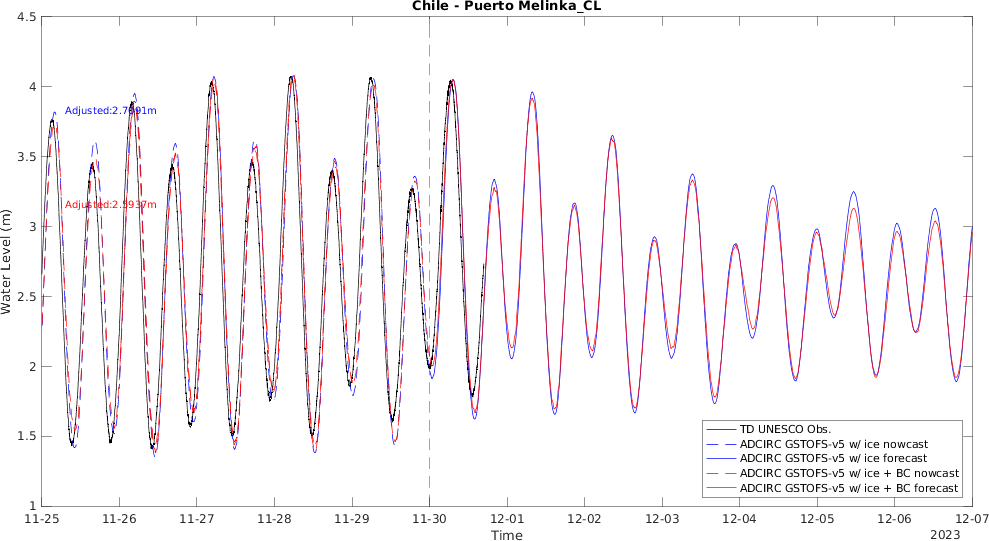 Chile - Puerto Melinka_CL
4.5
4
3.5
3
2.5
2
1.5
1
Water Level (m)
Adjusted:2.7091m
Adjusted:2.5937m
TD UNESCO Obs.
ADCIRC GSTOFS-v5 w/ ice nowcast
ADCIRC GSTOFS-v5 w/ ice forecast
ADCIRC GSTOFS-v5 w/ ice + BC nowcast
ADCIRC GSTOFS-v5 w/ ice + BC forecast
11-25 11-26 11-27 11-28 11-29 11-30 12-01 12-02 12-03 12-04 12-05 12-06 12-07
Time
2023